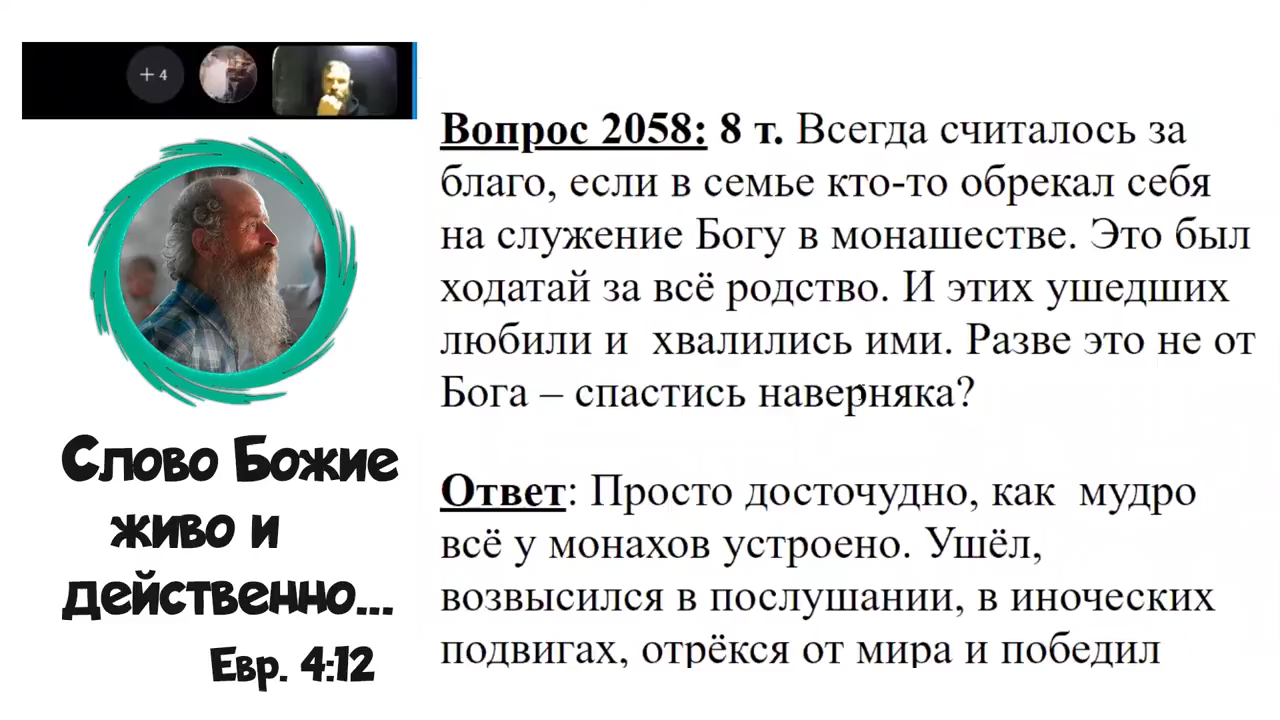 + 4
Вопрос 2058: 8 т. Всегда считалось за
благо, если в семье кто-то обрекал себя
на служение Богу в монашестве. Это был
ходатай за всё родство. И этих ушедших
любили и  хвалились ими. Разве это не от
Бога – спастись наверняка?
Ответ: Просто досточудно, как  мудро
всё у монахов устроено. Ушёл,
возвысился в послушании, в иноческих
подвигах, отрёкся от мира и победил
Слово Божие
живо и
действенно...
Евр. 4:12